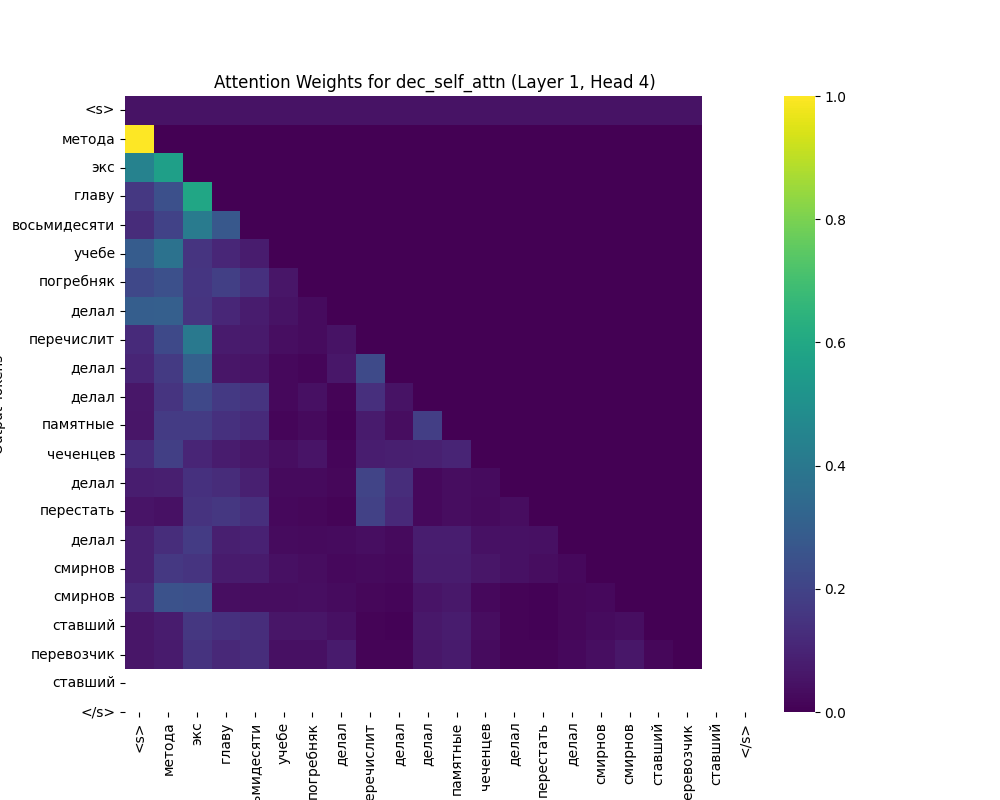 Attention Weights for dec_self_attn (Layer 1, Head 4)
<s>
метода
экс
главу
восьмидесяти
учебе
погребняк
делал
перечислит
делал
делал
памятные
чеченцев
делал
перестать
делал
смирнов
смирнов
ставший
перевозчик
ставший
</s>
1.0
0.8
0.6
0.4
0.2
0.0
<s>
метода
экс
главу
ьмидесяти
учебе
погребняк
делал
еречислит
делал
делал
памятные
чеченцев
делал
перестать
делал
смирнов
смирнов
ставший
еревозчик
ставший
</s>